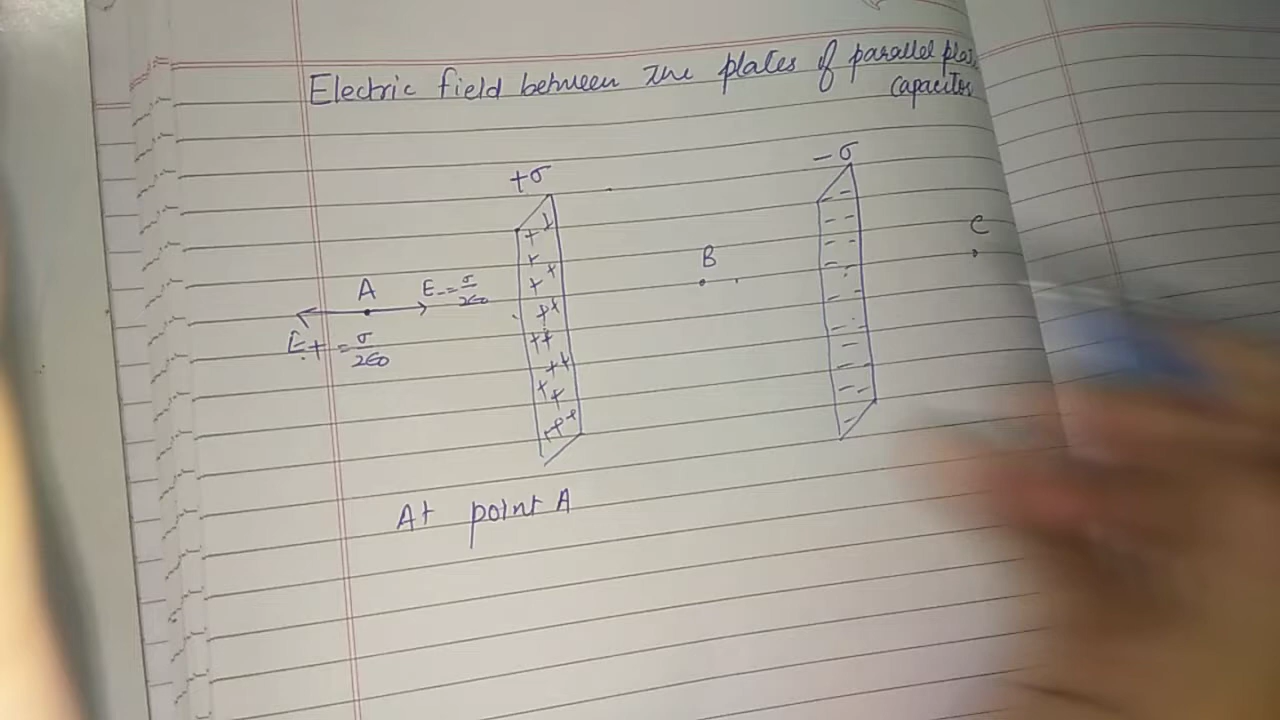 Electric field between the plates of parallel plate
capacitor
+σ
−σ
A
E₋ = σ/2ε₀
E₊ = σ/2ε₀
B
C
At point A